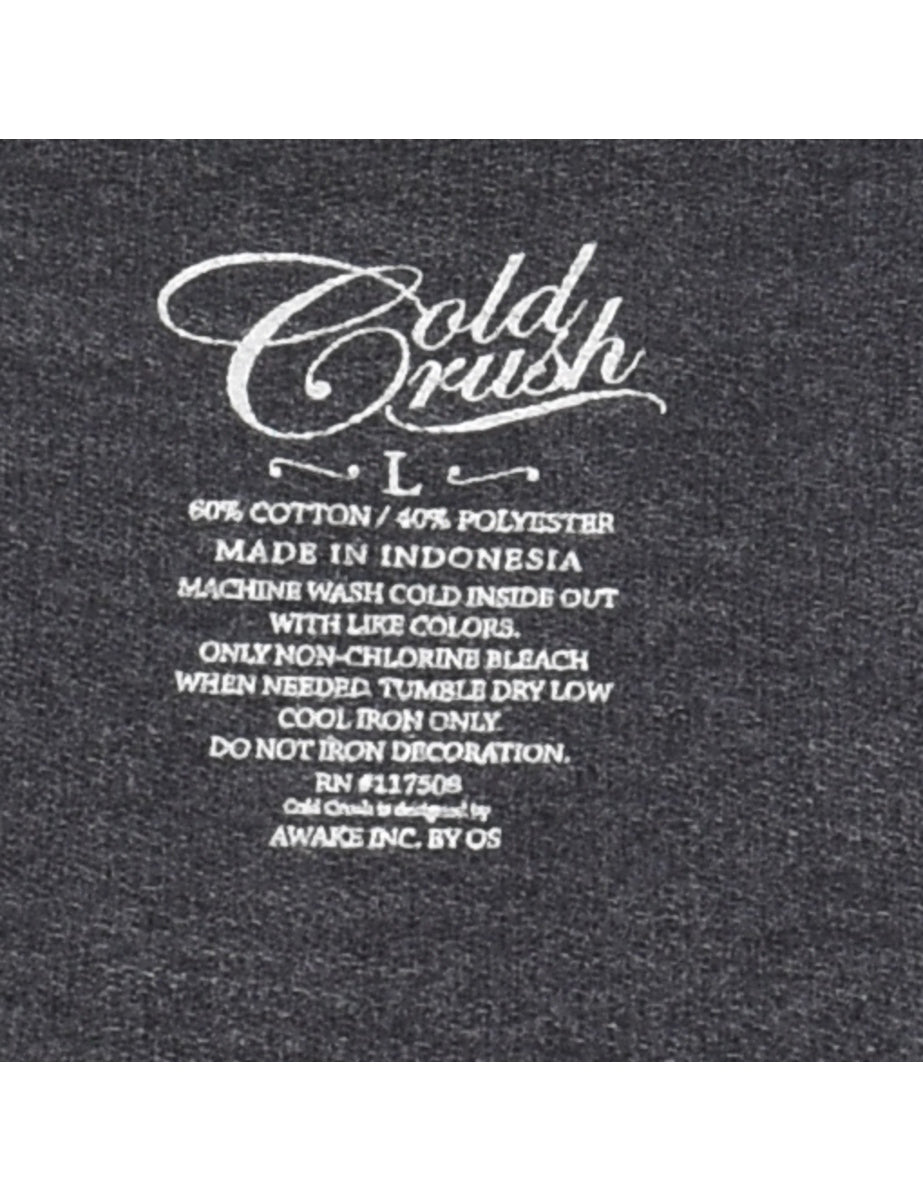 Cold
Crush
L
60% COTTON / 40% POLYESTER
MADE IN INDONESIA
MACHINE WASH COLD INSIDE OUT
WITH LIKE COLORS.
ONLY NON-CHLORINE BLEACH
WHEN NEEDED. TUMBLE DRY LOW
COOL IRON ONLY.
DO NOT IRON DECORATION.
RN #117508
Cold Crush is designed by
AWAKE INC. BY OS